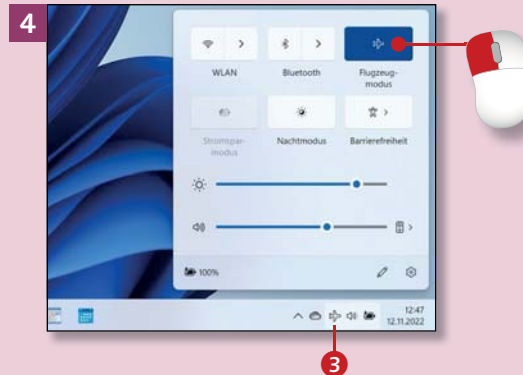 4
WLAN
Bluetooth
Flugzeug-
modus
Stromspar-
modus
Nachtmodus
Barrierefreiheit
100%
12:47
12.11.2022
3